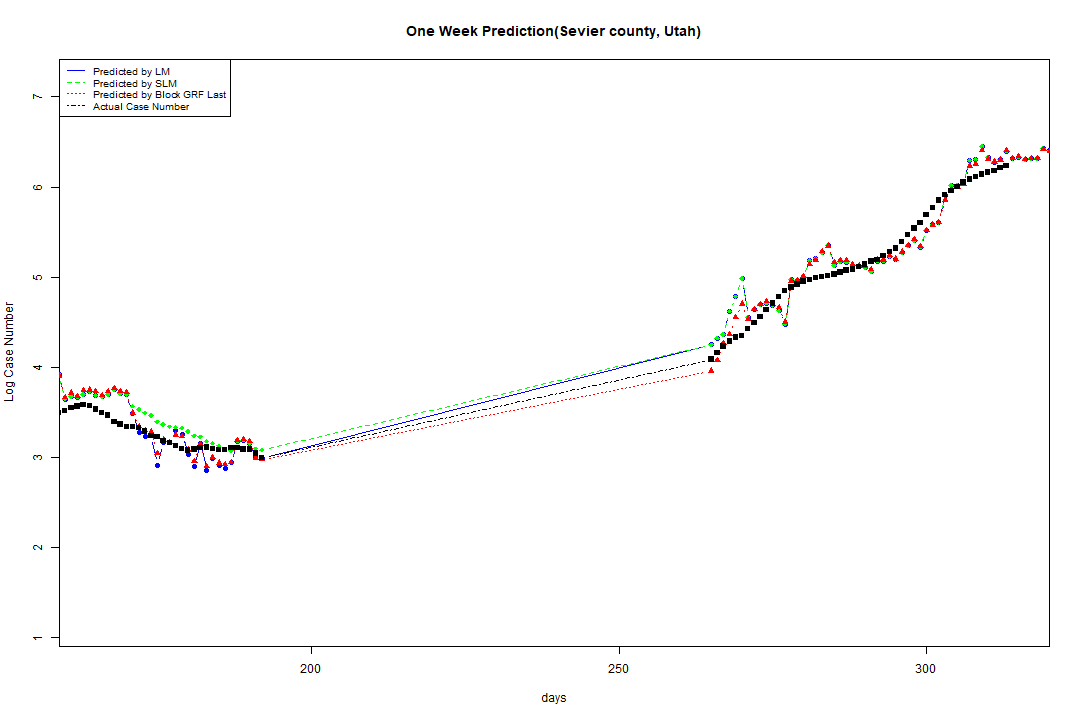 One Week Prediction(Sevier county, Utah)
Predicted by LM
Predicted by SLM
Predicted by Block GRF Last
Actual Case Number
7
6
5
4
3
2
1
Log Case Number
200 250 300
days